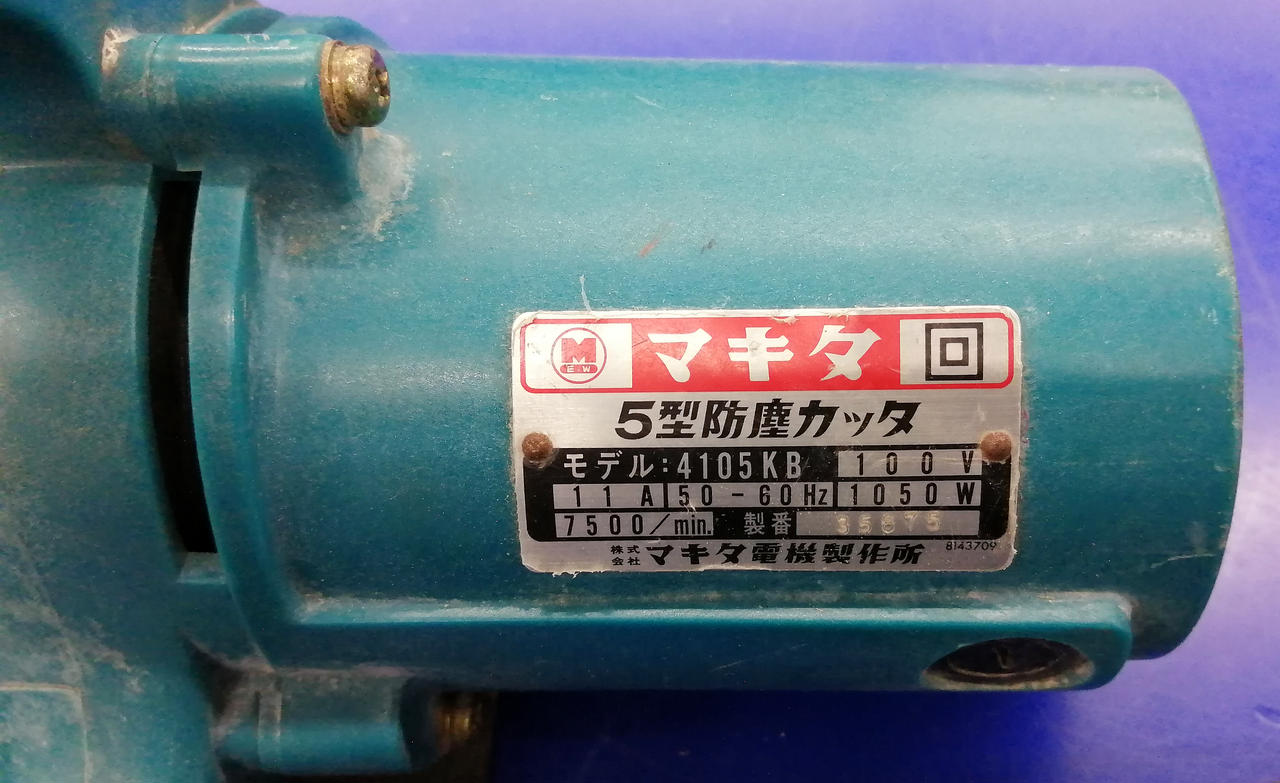 M
E W
マキタ
5型防塵カッタ
モデル:4105KB 100V
11A 50-60Hz 1050W
7500/min. 製番 35875
株式会社 マキタ電機製作所 8143709